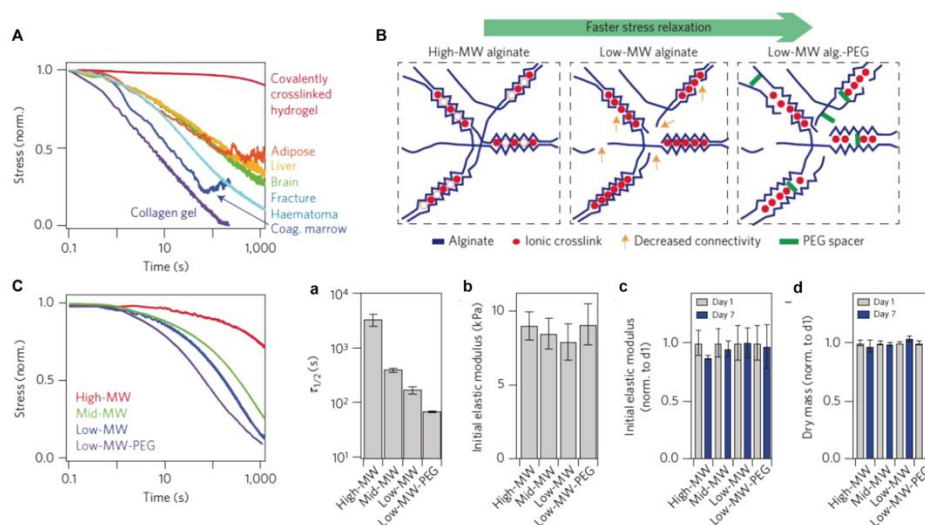 A
Stress (norm.)
1.0
0.5
0.0
0.1
1
10
100
1,000
Time (s)
Covalently
crosslinked
hydrogel
Adipose
Liver
Brain
Fracture
Haematoma
Coag. marrow
Collagen gel
B
Faster stress relaxation
High-MW alginate
Low-MW alginate
Low-MW alg.-PEG
Alginate
Ionic crosslink
Decreased connectivity
PEG spacer
C
Stress (norm.)
1.0
0.5
0.0
0.1
1
10
100
1,000
Time (s)
High-MW
Mid-MW
Low-MW
Low-MW-PEG
a
τ1/2 (s)
10⁴
10³
10²
10¹
High-MW
Mid-MW
Low-MW
Low-MW-PEG
b
Initial elastic modulus (kPa)
10
5
0
High-MW
Mid-MW
Low-MW
Low-MW-PEG
c
Initial elastic modulus
(norm. to d1)
1.0
0.5
0.0
Day 1
Day 7
High-MW
Mid-MW
Low-MW
Low-MW-PEG
d
Dry mass (norm. to d1)
1.0
0.5
0.0
Day 1
Day 7
High-MW
Mid-MW
Low-MW
Low-MW-PEG